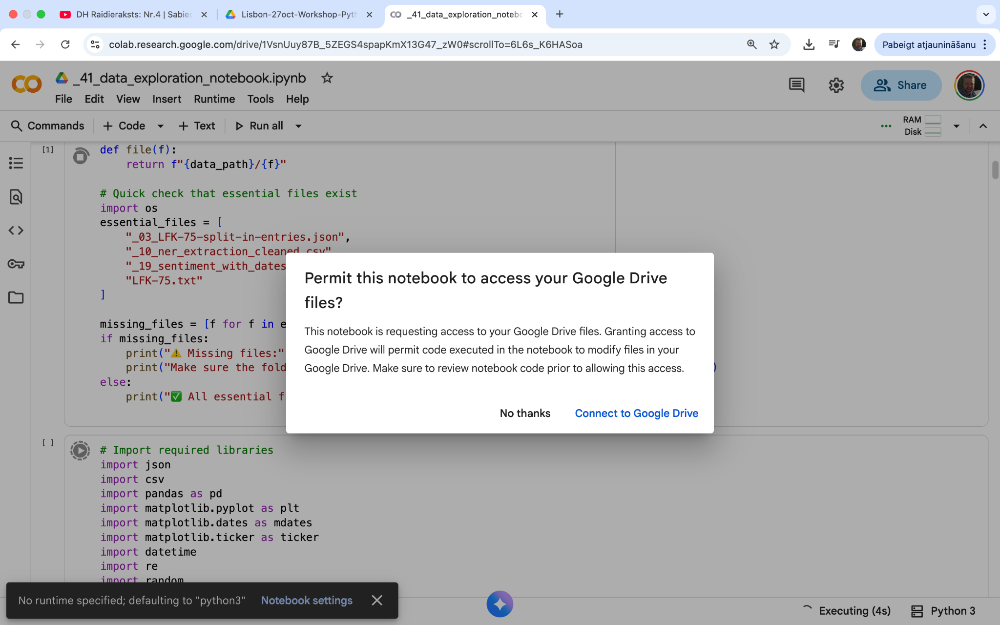 DH Raidieraksts: Nr.4 | Sabie
Lisbon-27oct-Workshop-Pyth
_41_data_exploration_notebo
colab.research.google.com/drive/1VsnUuy87B_5ZEGS4spapKmX13G47_zW0#scrollTo=6L6s_K6HASoa
Pabeigt atjaunināšanu
_41_data_exploration_notebook.ipynb
Share
File Edit View Insert Runtime Tools Help
Commands + Code + Text Run all
RAM
Disk
[1]
def file(f):
return f"{data_path}/{f}"
# Quick check that essential files exist
import os
essential_files = [
"_03_LFK-75-split-in-entries.json",
"_10_ner_extraction_cleaned.csv"
"_19_sentiment_with_dates
"LFK-75.txt"
]
missing_files = [f for f in e
if missing_files:
print("⚠️ Missing files:"
print("Make sure the fold
)
else:
print("✅ All essential f
Permit this notebook to access your Google Drive
files?
This notebook is requesting access to your Google Drive files. Granting access to
Google Drive will permit code executed in the notebook to modify files in your
Google Drive. Make sure to review notebook code prior to allowing this access.
No thanks Connect to Google Drive
[ ]
# Import required libraries
import json
import csv
import pandas as pd
import matplotlib.pyplot as plt
import matplotlib.dates as mdates
import matplotlib.ticker as ticker
import datetime
import re
import random
No runtime specified; defaulting to "python3" Notebook settings
Executing (4s) Python 3